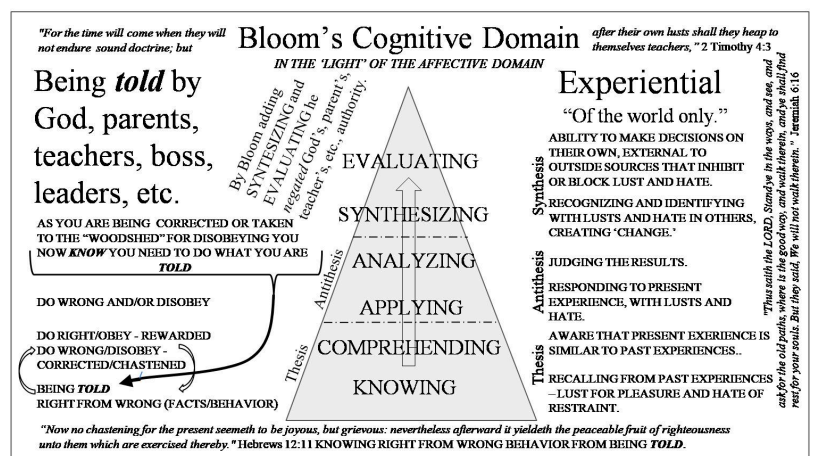 "For the time will come when they will
not endure sound doctrine; but
Bloom's Cognitive Domain
after their own lusts shall they heap to
themselves teachers," 2 Timothy 4:3
IN THE 'LIGHT' OF THE AFFECTIVE DOMAIN
Being told by
God, parents,
teachers, boss,
leaders, etc.
By Bloom adding
SYNTESIZING and
EVALUATING he
negated God's, parent's,
teacher's, etc., authority.
AS YOU ARE BEING CORRECTED OR TAKEN
TO THE "WOODSHED" FOR DISOBEYING YOU
NOW KNOW YOU NEED TO DO WHAT YOU ARE
TOLD
DO WRONG AND/OR DISOBEY
DO RIGHT/OBEY - REWARDED
DO WRONG/DISOBEY -
CORRECTED/CHASTENED
BEING TOLD
RIGHT FROM WRONG (FACTS/BEHAVIOR)
EVALUATING
SYNTHESIZING
Antithesis
ANALYZING
APPLYING
Thesis
COMPREHENDING
KNOWING
Experiential
"Of the world only."
Synthesis
ABILITY TO MAKE DECISIONS ON
THEIR OWN, EXTERNAL TO
OUTSIDE SOURCES THAT INHIBIT
OR BLOCK LUST AND HATE.
RECOGNIZING AND IDENTIFYING
WITH LUSTS AND HATE IN OTHERS,
CREATING 'CHANGE.'
Antithesis
JUDGING THE RESULTS.
RESPONDING TO PRESENT
EXPERIENCE, WITH LUSTS AND
HATE.
Thesis
AWARE THAT PRESENT EXERIENCE IS
SIMILAR TO PAST EXPERIENCES..
RECALLING FROM PAST EXPERIENCES
– LUST FOR PLEASURE AND HATE OF
RESTRAINT.
"Thus saith the LORD, Stand ye in the ways, and see, and
ask for the old paths, where is the good way, and walk therein, and ye shall find
rest for your souls. But they said, We will not walk therein." Jeremiah 6:16
"Now no chastening for the present seemeth to be joyous, but grievous: nevertheless afterward it yieldeth the peaceable fruit of righteousness
unto them which are exercised thereby." Hebrews 12:11 KNOWING RIGHT FROM WRONG BEHAVIOR FROM BEING TOLD.